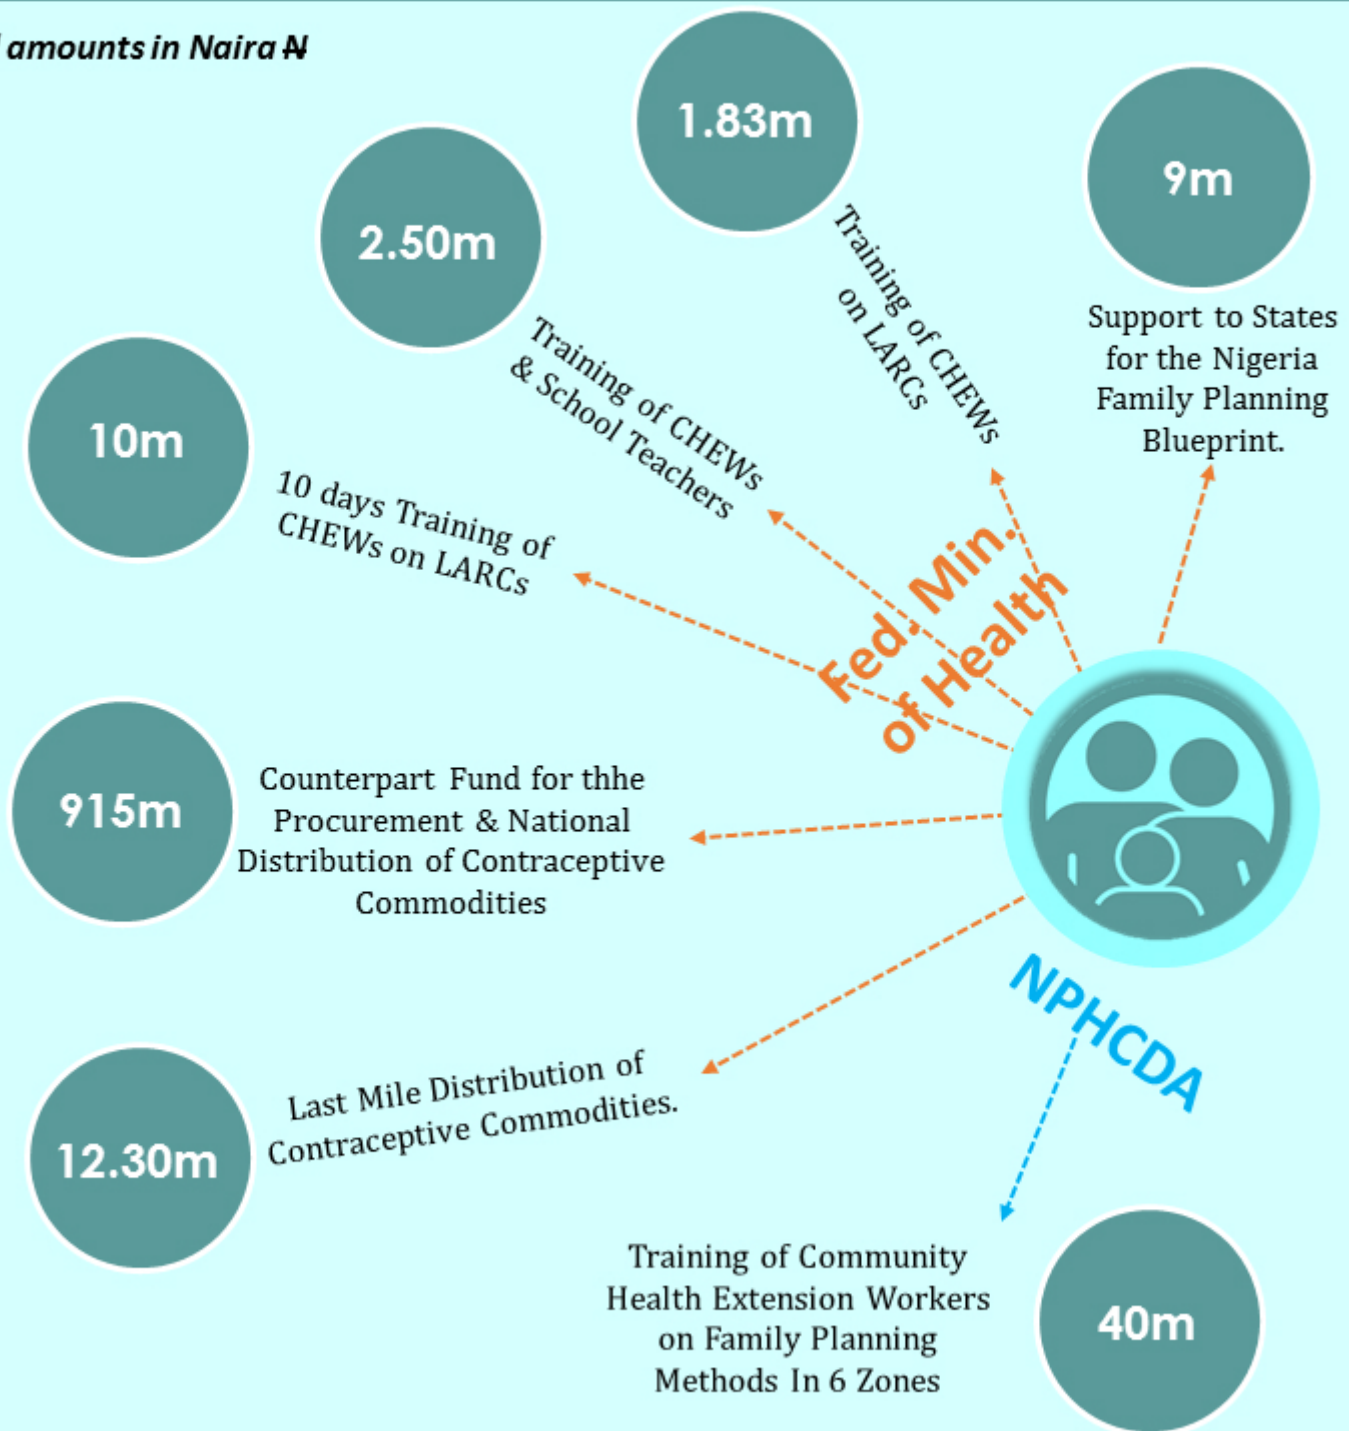 amounts in Naira ₦
1.83m
Training of CHEWs
on LARCs
9m
Support to States
for the Nigeria
Family Planning
Blueprint.
2.50m
Training of CHEWs
& School Teachers
10m
10 days Training of
CHEWs on LARCs
Fed. Min.
of Health
915m
Counterpart Fund for thhe
Procurement & National
Distribution of Contraceptive
Commodities
12.30m
Last Mile Distribution of
Contraceptive Commodities.
NPHCDA
Training of Community
Health Extension Workers
on Family Planning
Methods In 6 Zones
40m